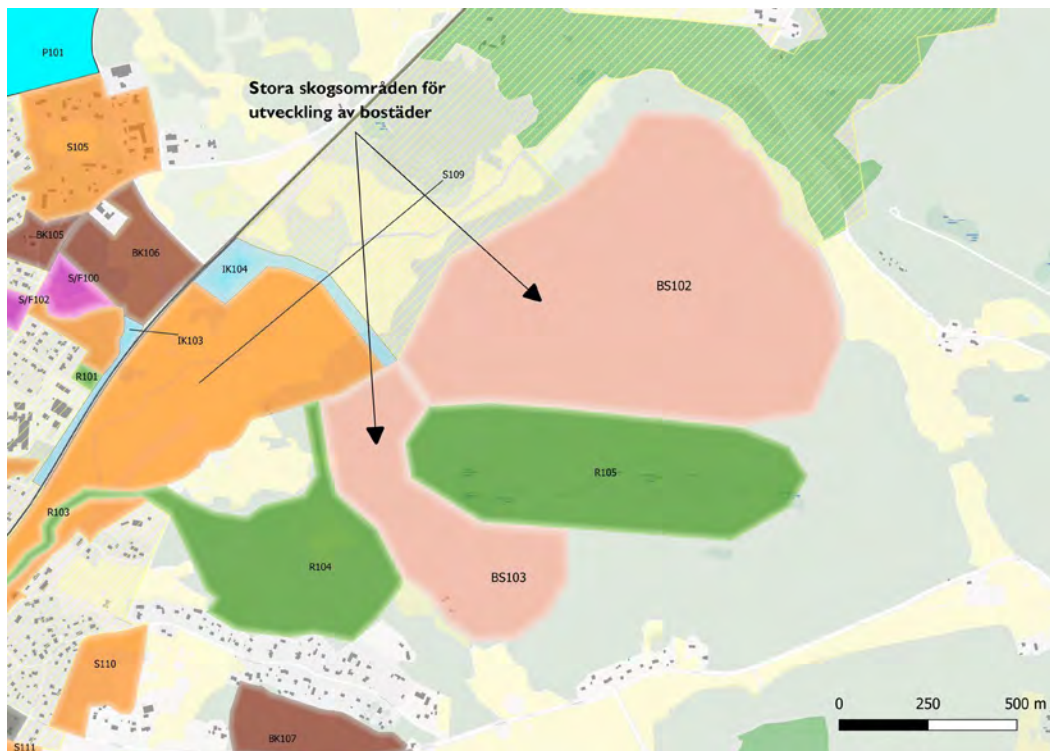 P101
Stora skogsområden för
utveckling av bostäder
S105
S109
BK105
BK106
S/F100
IK104
S/F102
BS102
IK103
R101
R105
R103
R104
BS103
S110
0 250 500 m
BK107
S111